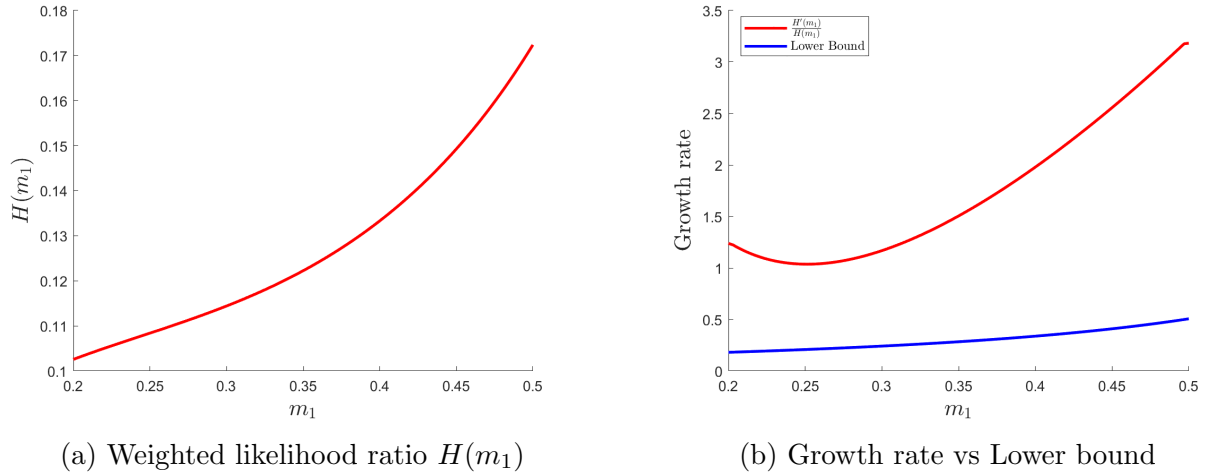 0.18
0.17
0.16
0.15
0.14
0.13
0.12
0.11
0.1
H(m₁)
0.2 0.25 0.3 0.35 0.4 0.45 0.5
m₁
(a) Weighted likelihood ratio H(m₁)
3.5
3
2.5
2
1.5
1
0.5
0
Growth rate
H′(m₁)
H(m₁)
Lower Bound
0.2 0.25 0.3 0.35 0.4 0.45 0.5
m₁
(b) Growth rate vs Lower bound